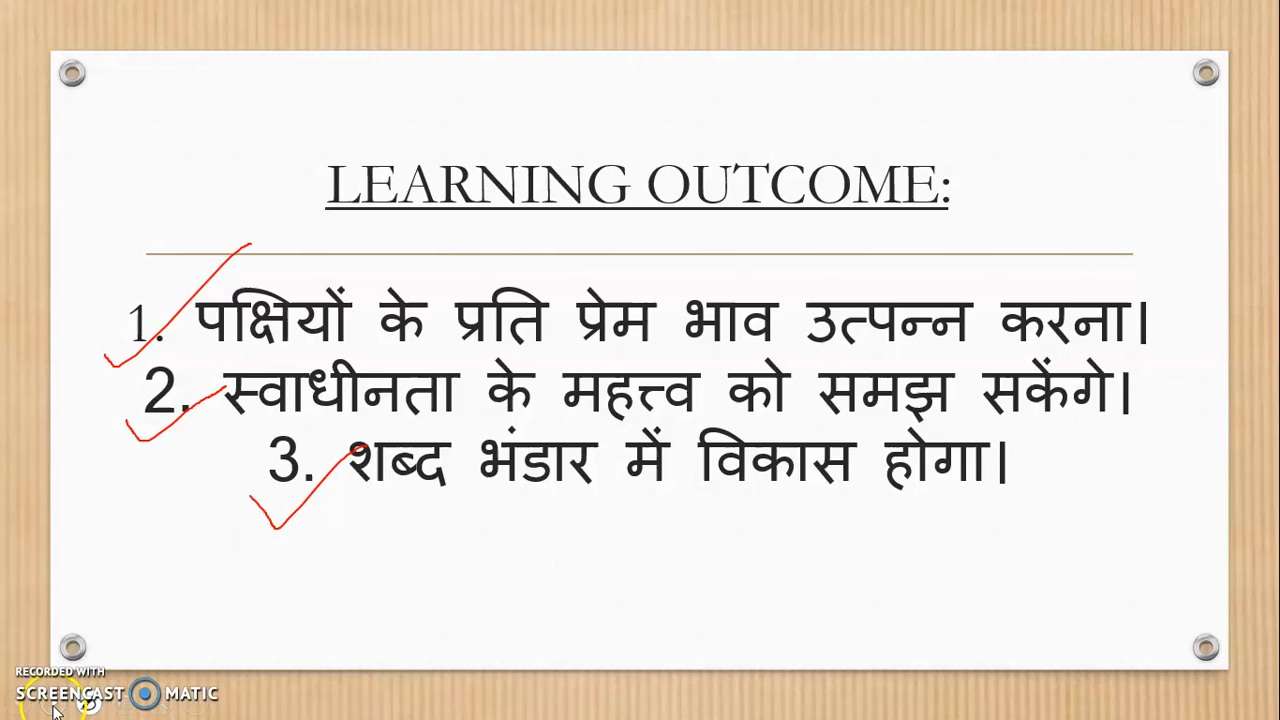 LEARNING OUTCOME:
1. पक्षियों के प्रति प्रेम भाव उत्पन्न करना।
2. स्वाधीनता के महत्त्व को समझ सकेंगे।
3. शब्द भंडार में विकास होगा।
RECORDED WITH
SCREENCAST MATIC